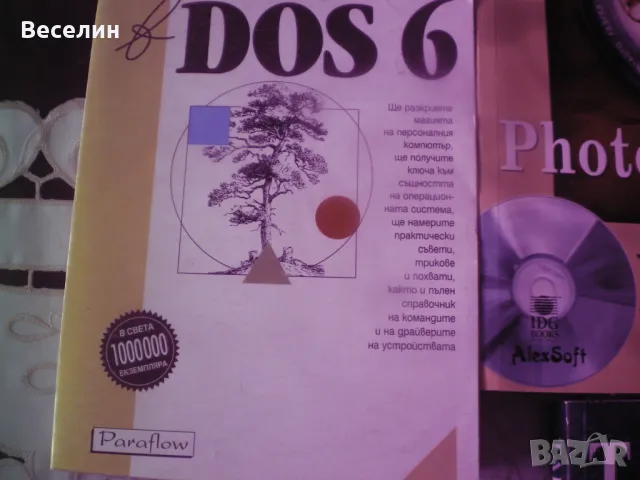 Веселин
в
DOS 6
Ще разкриете
магията
на персоналния
компютър,
ще получите
ключа към
същността
на операцион-
ната система,
ще намерите
практически
съвети,
трикове
и похвати,
както и пълен
справочник
на командите
и на драйверите
на устройствата
В СВЕТА
1000000
ЕКЗЕМПЛЯРА
Paraflow
Phot
IDG
BOOKS
AlexSoft
BAZAR